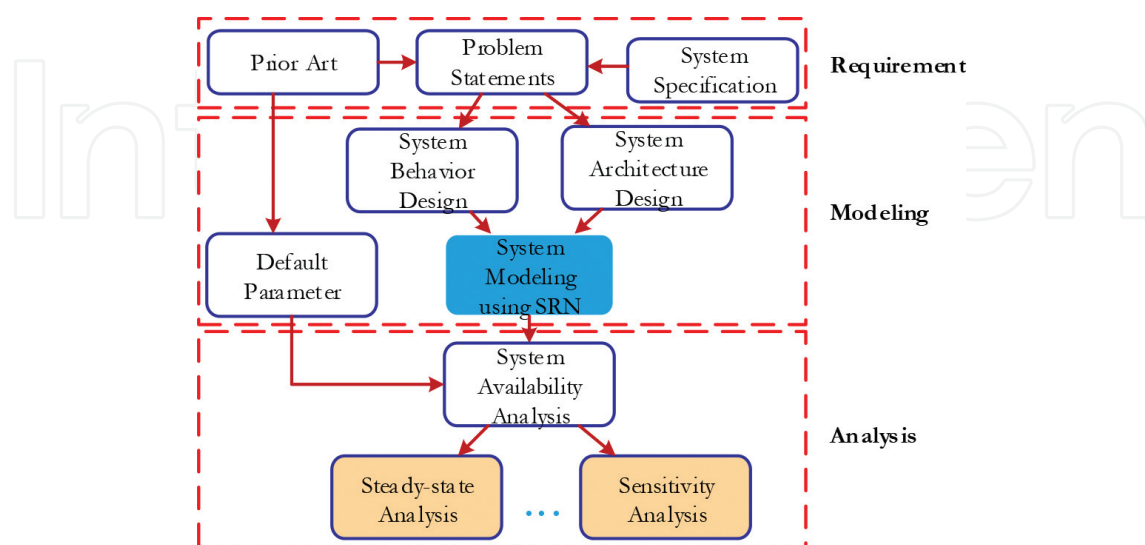 Prior Art
Problem
Statements
System
Specification
Requirement
System
Behavior
Design
System
Architecture
Design
Modeling
Default
Parameter
System
Modeling
using SRN
System
Availability
Analysis
Analysis
Steady-state
Analysis
...
Sensitivity
Analysis